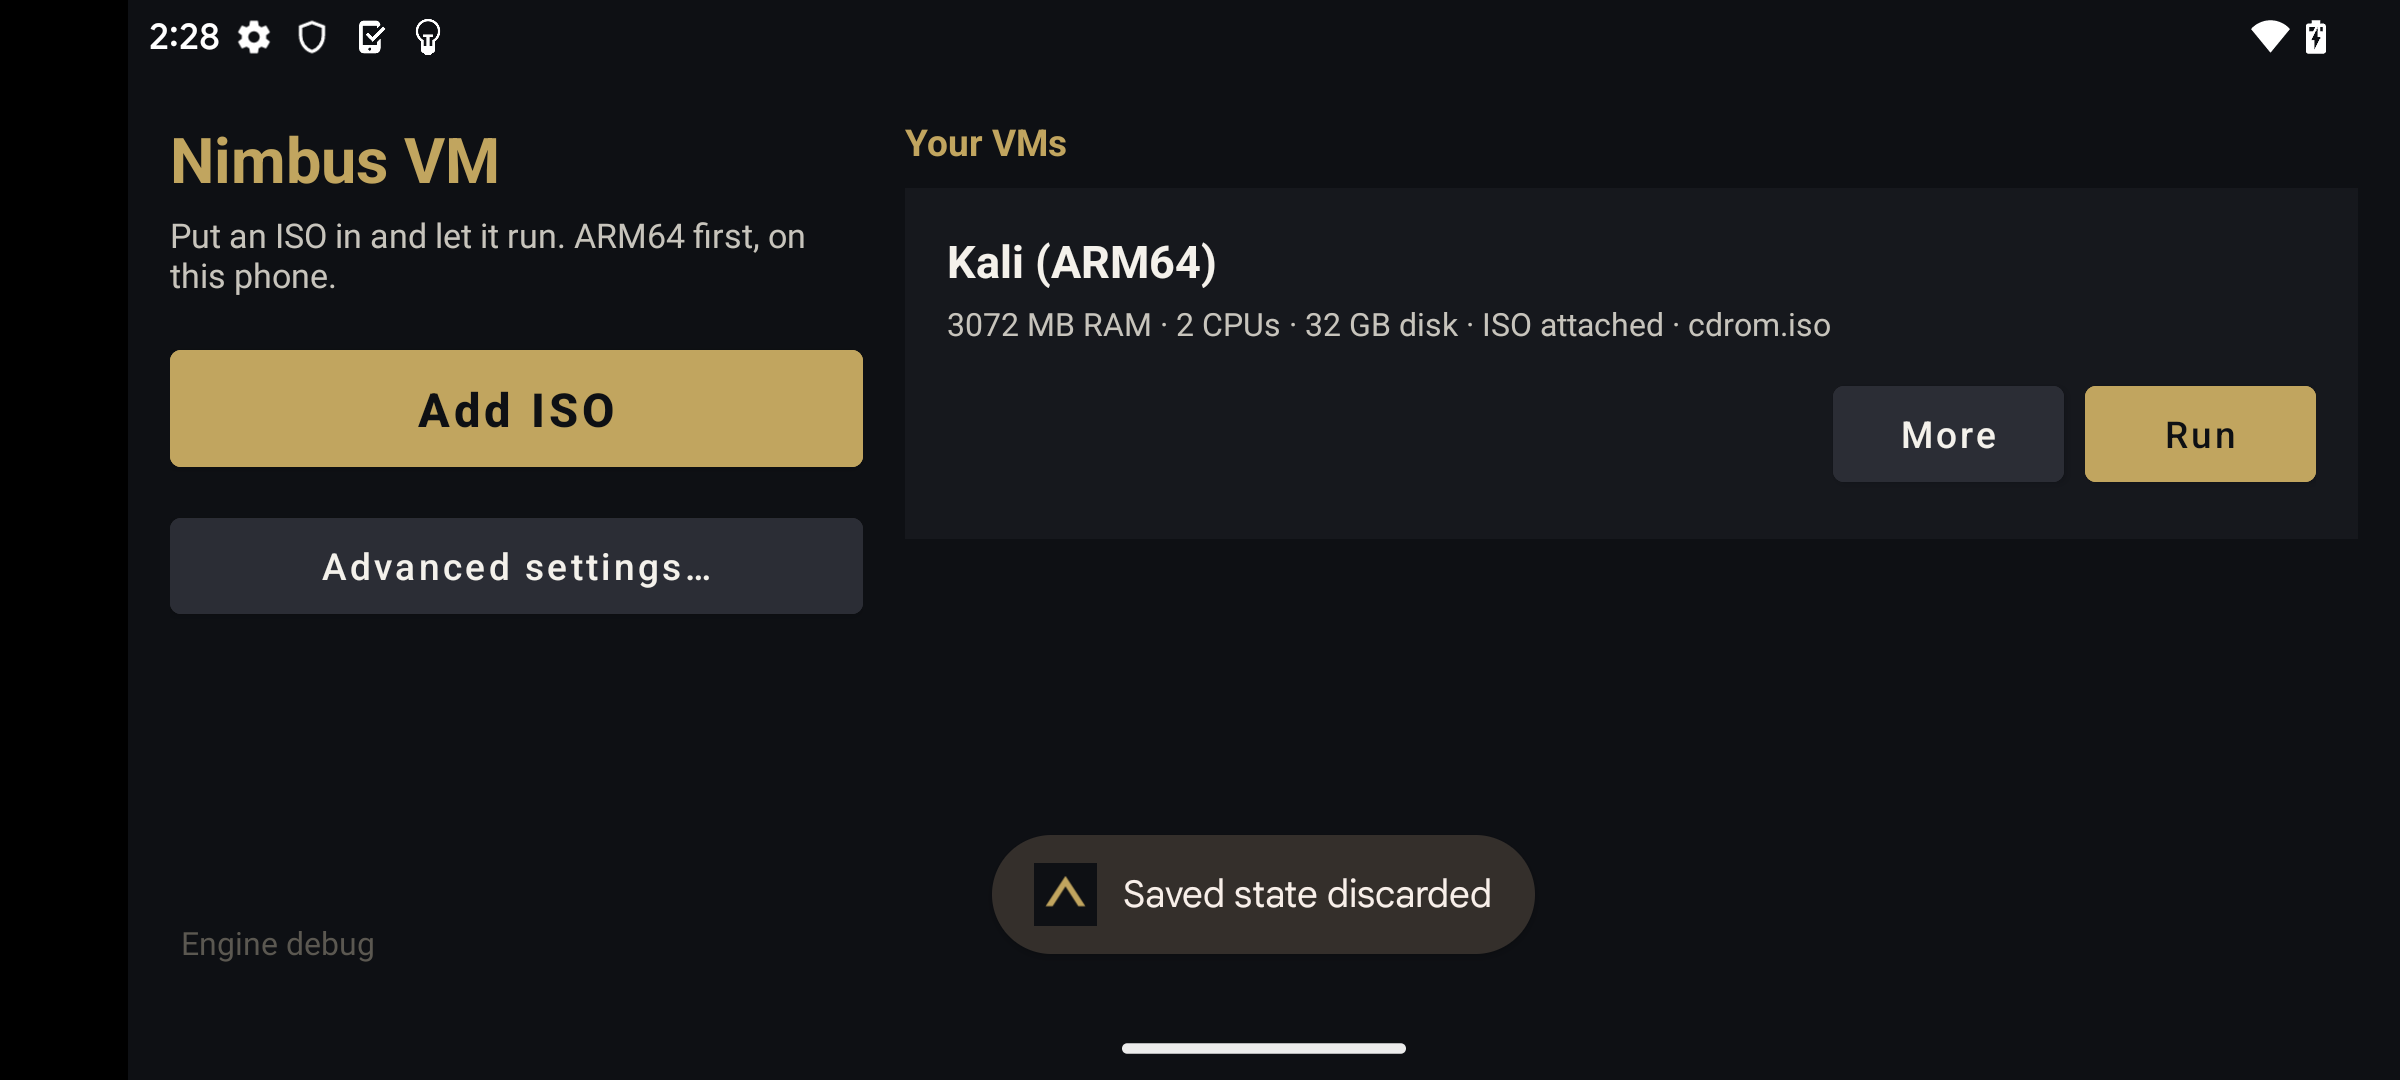 2:28
Nimbus VM
Put an ISO in and let it run. ARM64 first, on
this phone.
Add ISO
Advanced settings…
Engine debug
Your VMs
Kali (ARM64)
3072 MB RAM · 2 CPUs · 32 GB disk · ISO attached · cdrom.iso
More
Run
Saved state discarded